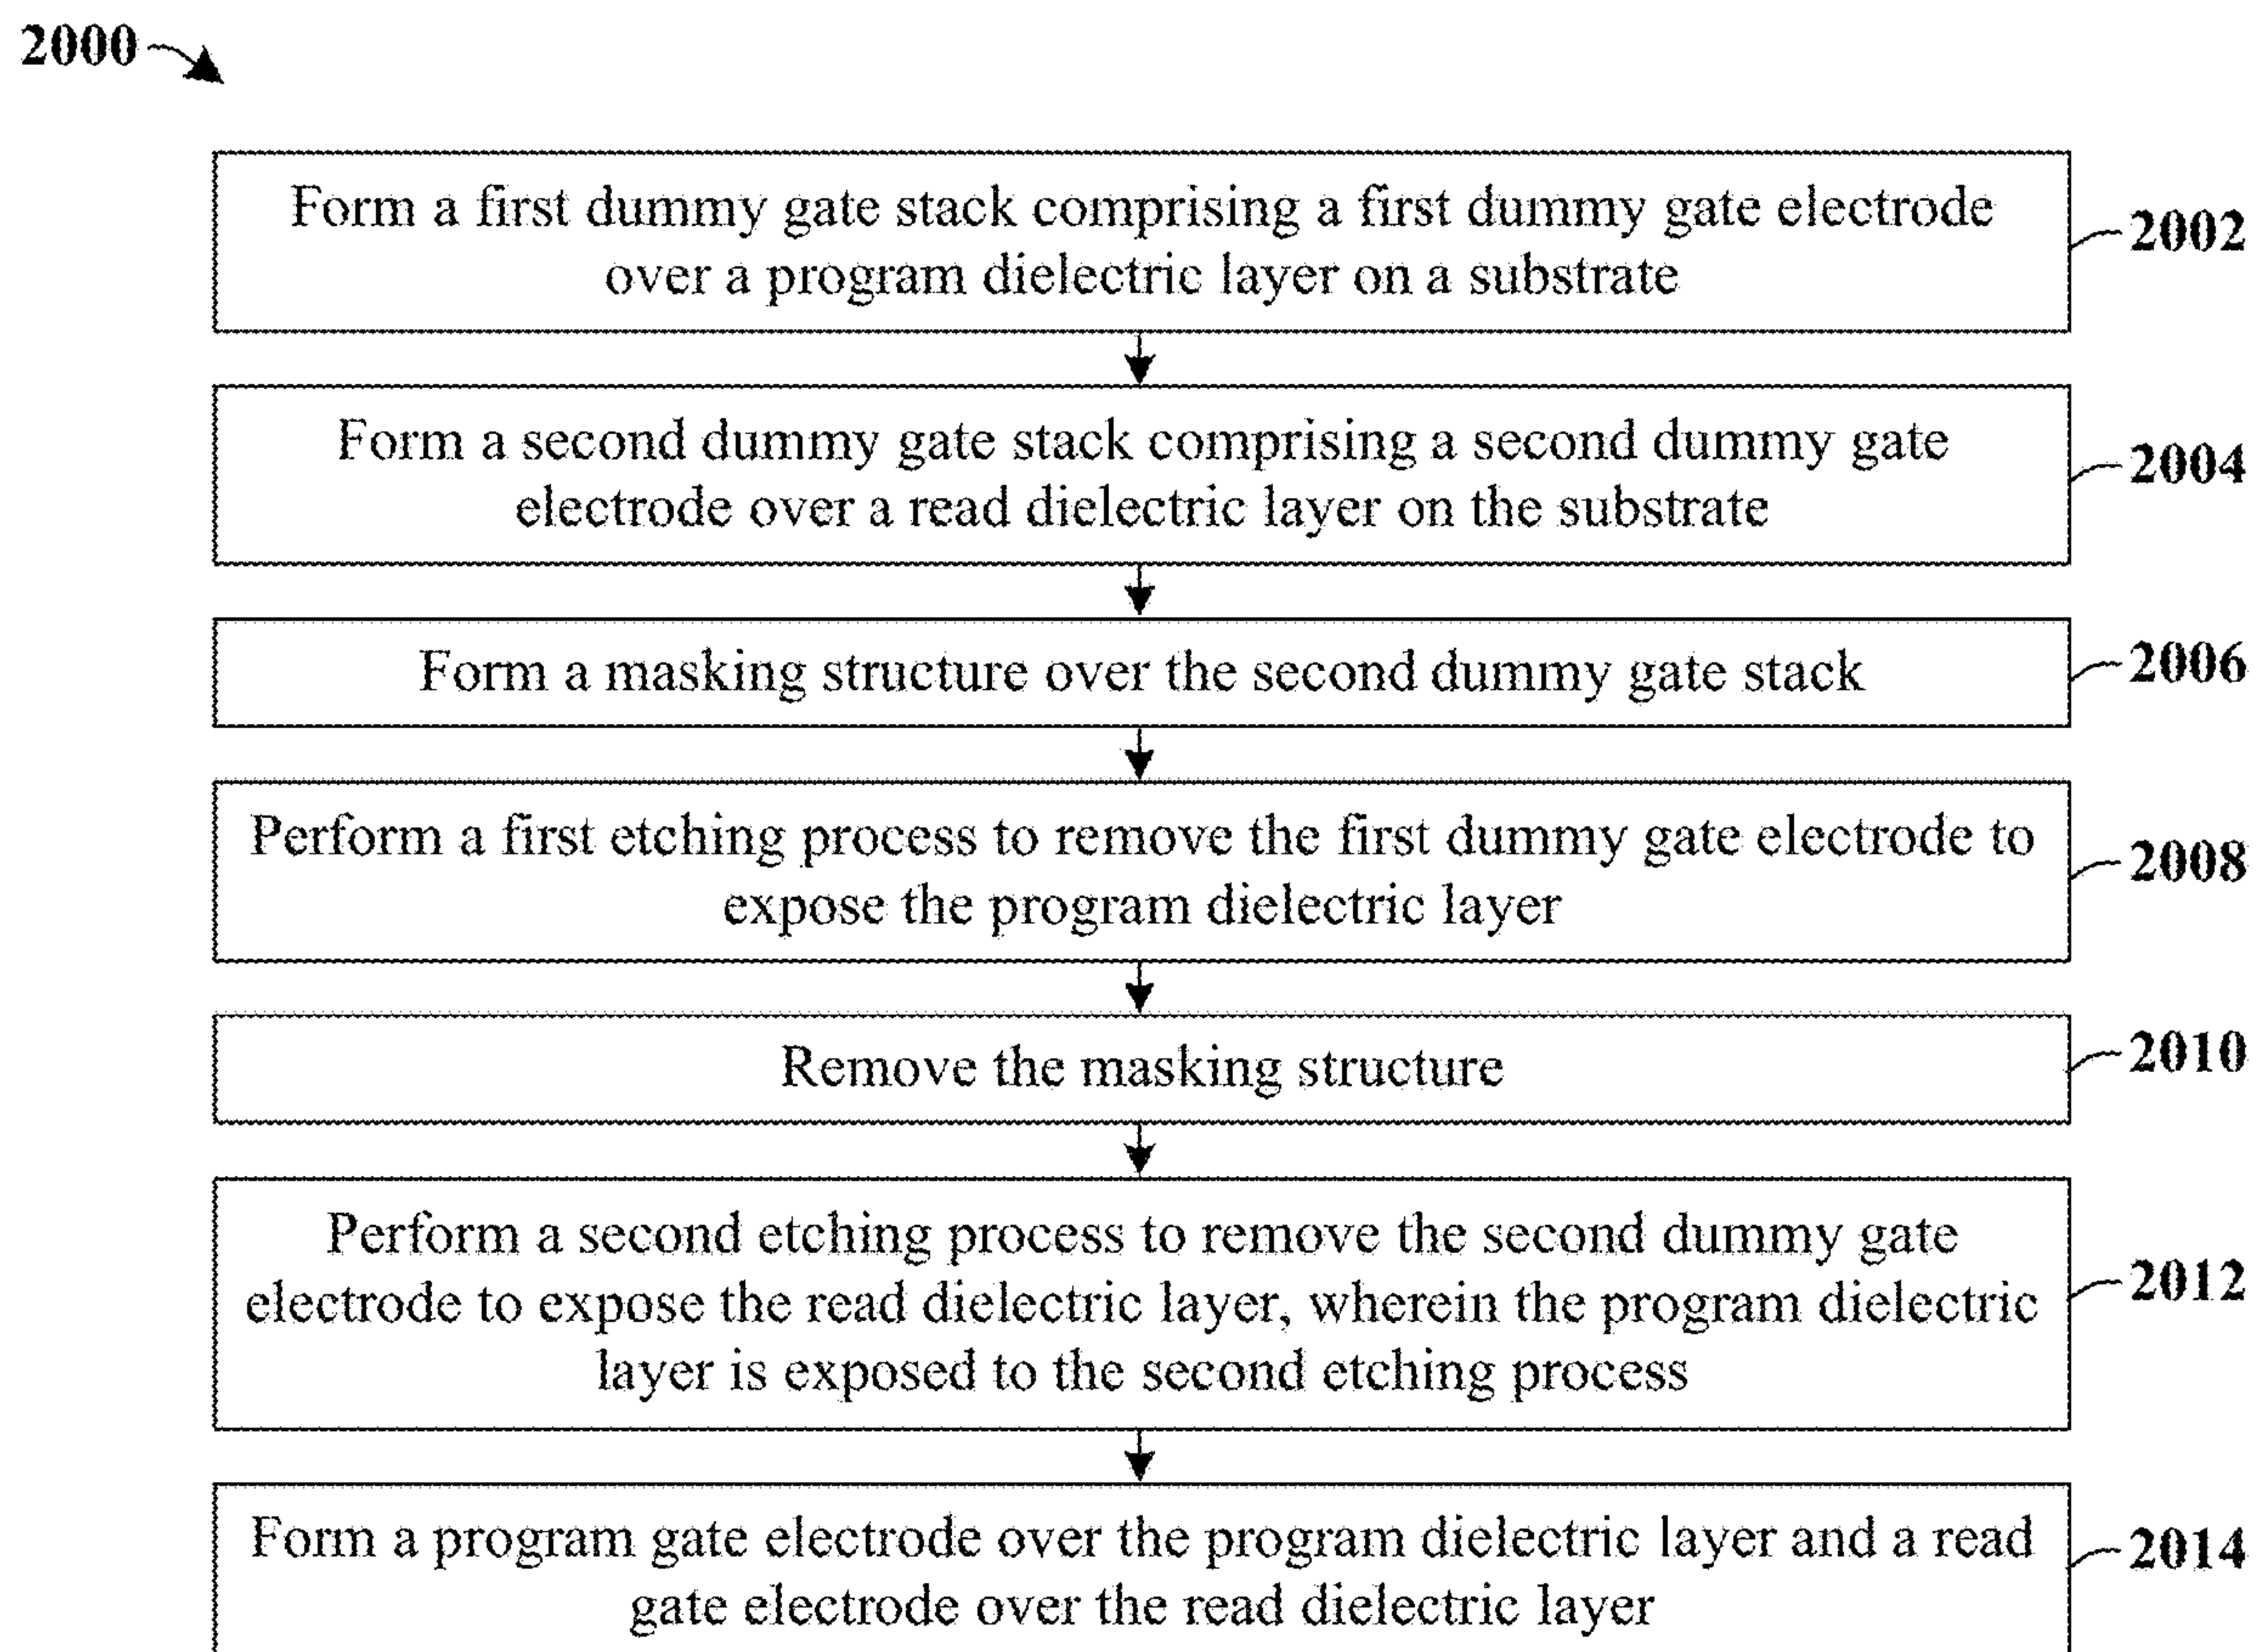 2000
Form a first dummy gate stack comprising a first dummy gate electrode
over a program dielectric layer on a substrate
2002
Form a second dummy gate stack comprising a second dummy gate
electrode over a read dielectric layer on the substrate
2004
Form a masking structure over the second dummy gate stack
2006
Perform a first etching process to remove the first dummy gate electrode to
expose the program dielectric layer
2008
Remove the masking structure
2010
Perform a second etching process to remove the second dummy gate
electrode to expose the read dielectric layer, wherein the program dielectric
layer is exposed to the second etching process
2012
Form a program gate electrode over the program dielectric layer and a read
gate electrode over the read dielectric layer
2014